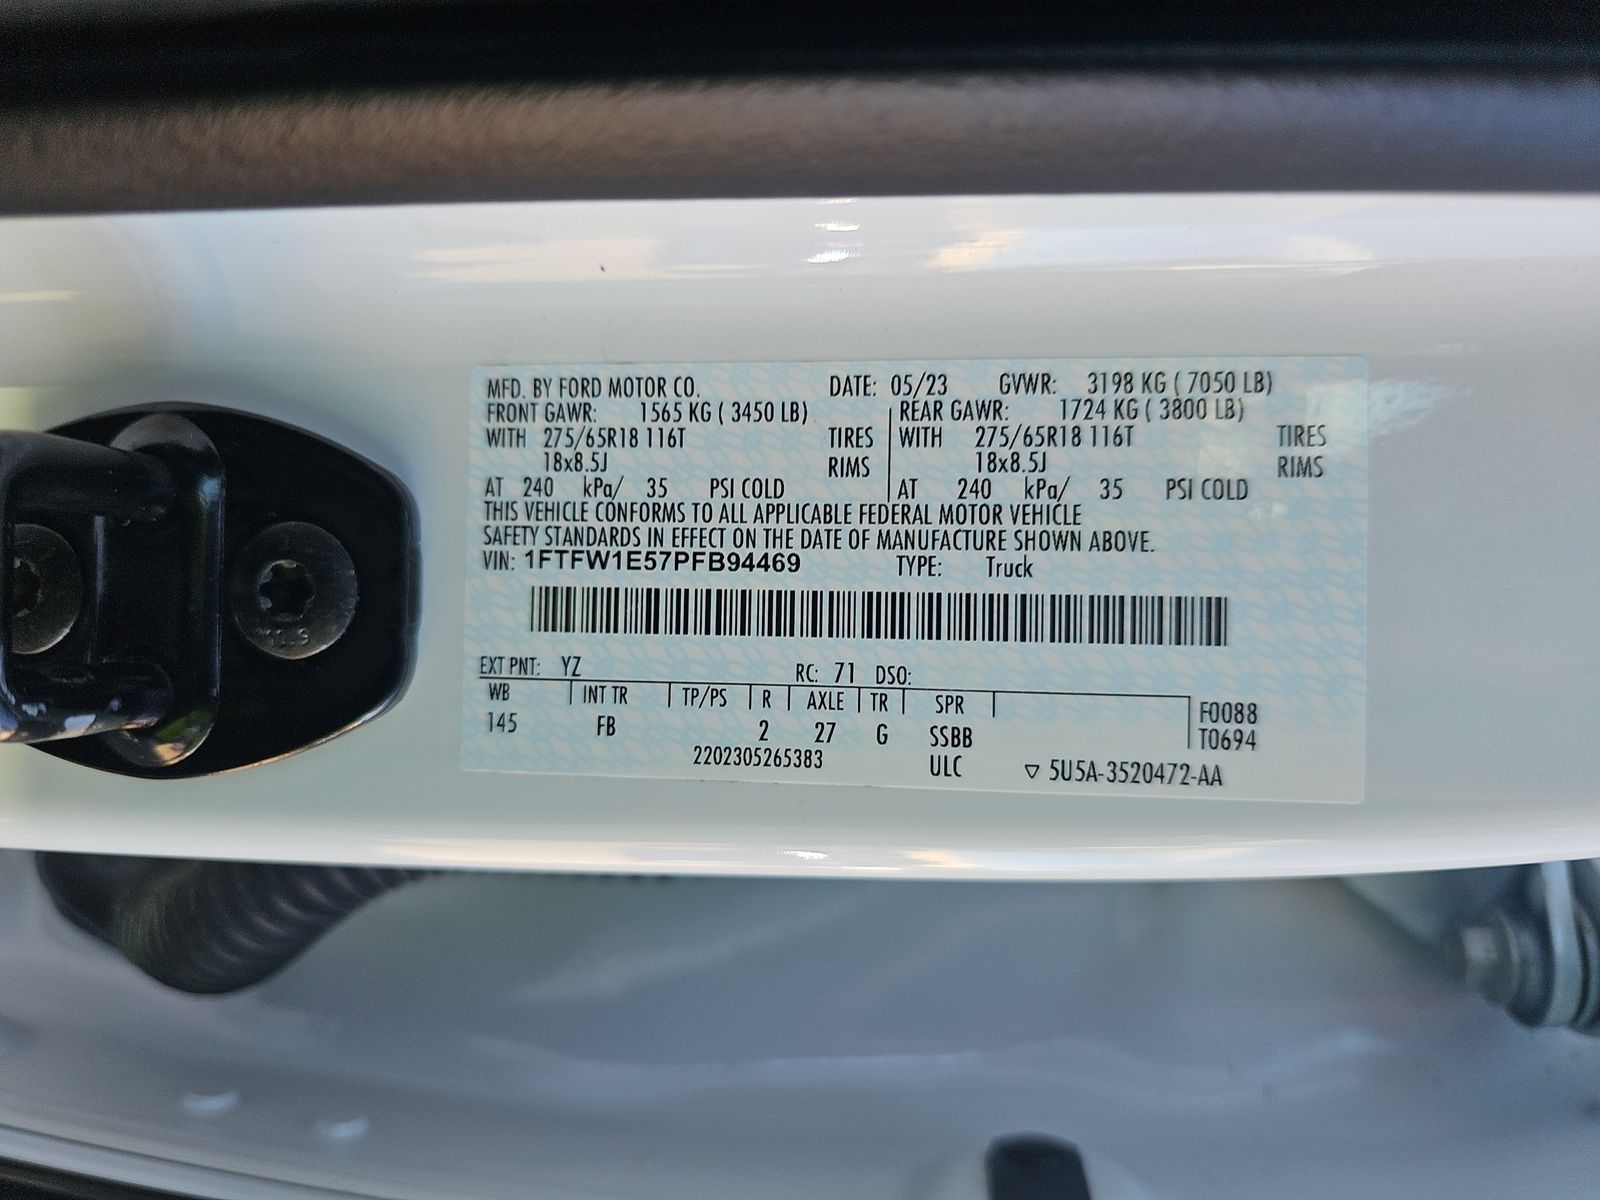 MFD. BY FORD MOTOR CO. DATE: 05/23 GVWR: 3198 KG ( 7050 LB)
FRONT GAWR: 1565 KG ( 3450 LB) REAR GAWR: 1724 KG ( 3800 LB)
WITH 275/65R18 116T TIRES WITH 275/65R18 116T TIRES
18x8.5J RIMS 18x8.5J RIMS
AT 240 kPa/ 35 PSI COLD AT 240 kPa/ 35 PSI COLD
THIS VEHICLE CONFORMS TO ALL APPLICABLE FEDERAL MOTOR VEHICLE
SAFETY STANDARDS IN EFFECT ON THE DATE OF MANUFACTURE SHOWN ABOVE.
VIN: 1FTFW1E57PFB94469 TYPE: Truck
EXT PNT: YZ RC: 71 DSO:
WB INT TR TP/PS R AXLE TR SPR F0088
145 FB 2 27 G SSBB T0694
2202305265383 ULC ▽ 5U5A-3520472-AA